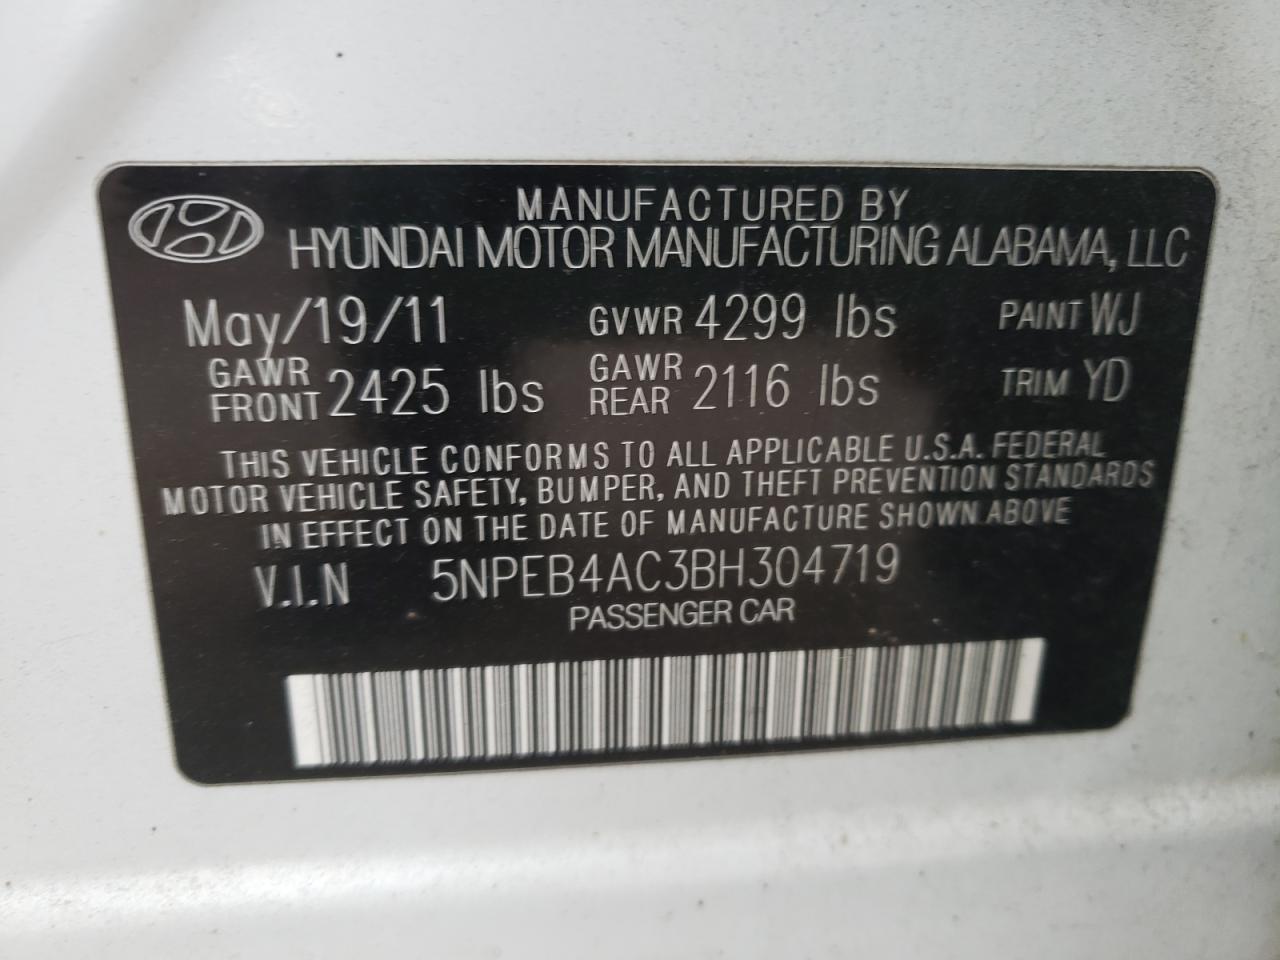 MANUFACTURED BY
HYUNDAI MOTOR MANUFACTURING ALABAMA, LLC
May/19/11 GVWR 4299 lbs PAINT WJ
GAWR FRONT 2425 lbs GAWR REAR 2116 lbs TRIM YD
THIS VEHICLE CONFORMS TO ALL APPLICABLE U.S.A. FEDERAL
MOTOR VEHICLE SAFETY, BUMPER, AND THEFT PREVENTION STANDARDS
IN EFFECT ON THE DATE OF MANUFACTURE SHOWN ABOVE
V.I.N 5NPEB4AC3BH304719
PASSENGER CAR